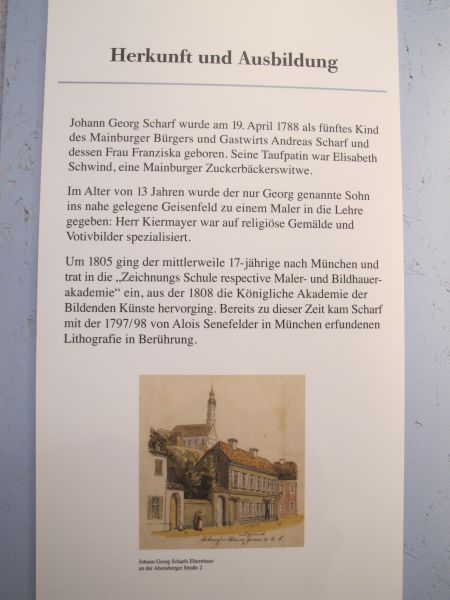 Herkunft und Ausbildung
Johann Georg Scharf wurde am 19. April 1788 als fünftes Kind
des Mainburger Bürgers und Gastwirts Andreas Scharf und
dessen Frau Franziska geboren. Seine Taufpatin war Elisabeth
Schwind, eine Mainburger Zuckerbäckerswitwe.
Im Alter von 13 Jahren wurde der nur Georg genannte Sohn
ins nahe gelegene Geisenfeld zu einem Maler in die Lehre
gegeben: Herr Kiermayer war auf religiöse Gemälde und
Votivbilder spezialisiert.
Um 1805 ging der mittlerweile 17-jährige nach München und
trat in die „Zeichnungs Schule respective Maler- und Bildhauer-
akademie“ ein, aus der 1808 die Königliche Akademie der
Bildenden Künste hervorging. Bereits zu dieser Zeit kam Scharf
mit der 1797/98 von Alois Senefelder in München erfundenen
Lithografie in Berührung.
Johann Georg Scharfs Elternhaus
an der Abensberger Straße 2